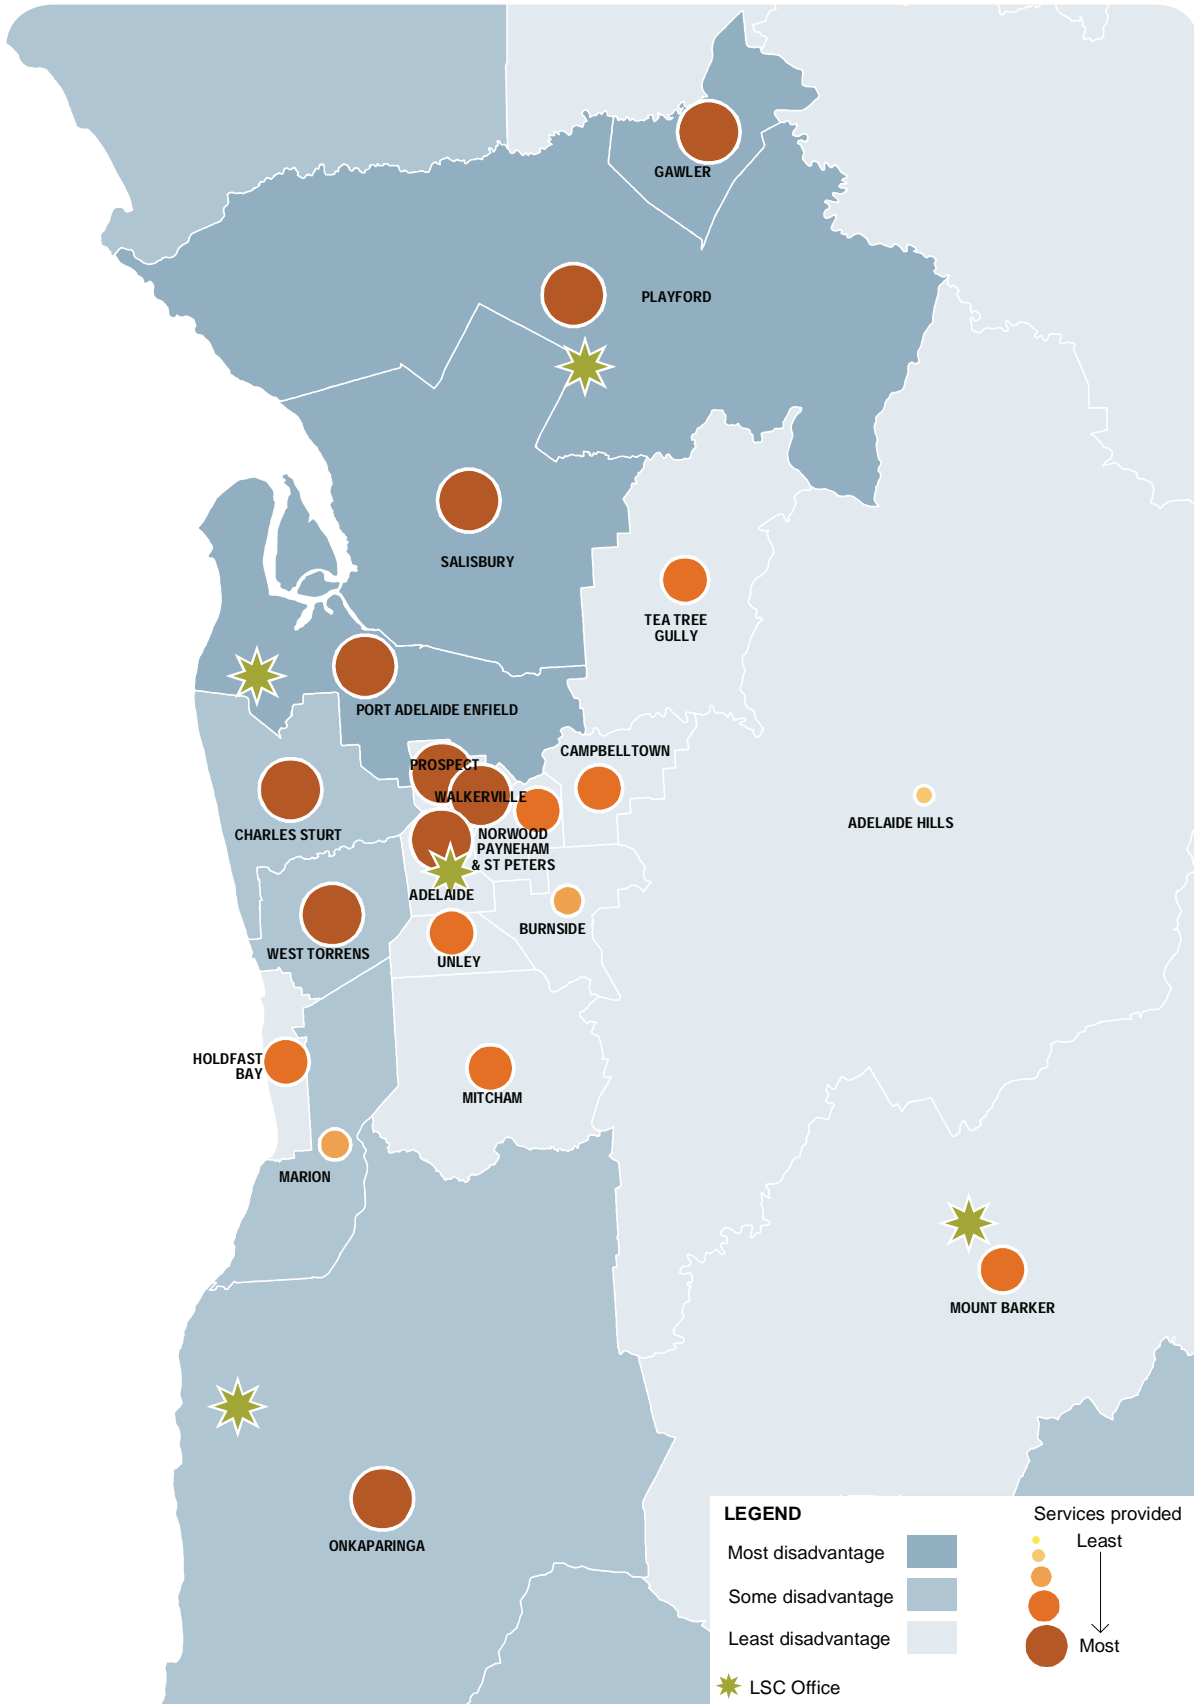 GAWLER
PLAYFORD
SALISBURY
TEA TREE
GULLY
PORT ADELAIDE ENFIELD
CAMPBELLTOWN
PROSPECT
WALKERVILLE
ADELAIDE HILLS
CHARLES STURT
NORWOOD
PAYNEHAM
& ST PETERS
ADELAIDE
BURNSIDE
WEST TORRENS
UNLEY
HOLDFAST
BAY
MITCHAM
MARION
MOUNT BARKER
ONKAPARINGA
LEGEND
Most disadvantage
Some disadvantage
Least disadvantage
LSC Office
Services provided
Least
Most